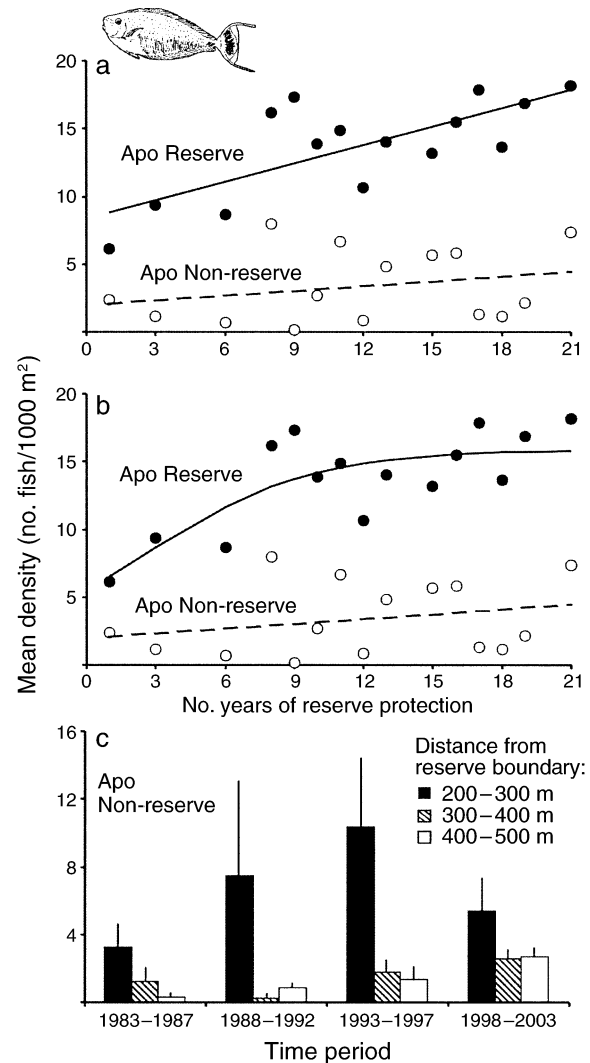 a
20
15
10
5
Apo Reserve
Apo Non-reserve
0 3 6 9 12 15 18 21
b
20
15
10
5
Apo Reserve
Apo Non-reserve
0 3 6 9 12 15 18 21
No. years of reserve protection
Mean density (no. fish/1000 m²)
c
16
12
8
4
Apo
Non-reserve
Distance from
reserve boundary:
200–300 m
300–400 m
400–500 m
1983–1987 1988–1992 1993–1997 1998–2003
Time period